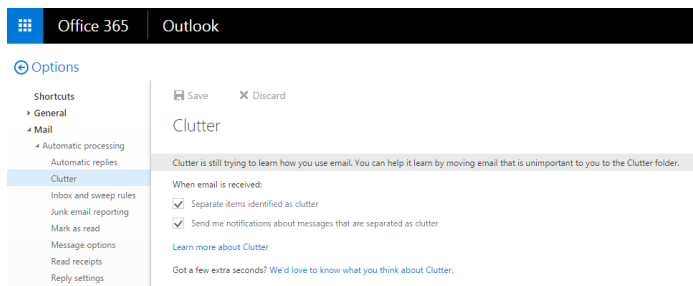 Office 365
Outlook
Options
Shortcuts
General
Mail
Automatic processing
Automatic replies
Clutter
Inbox and sweep rules
Junk email reporting
Mark as read
Message options
Read receipts
Reply settings
Save
Discard
Clutter
Clutter is still trying to learn how you use email. You can help it learn by moving email that is unimportant to you to the Clutter folder.
When email is received:
Separate items identified as clutter
Send me notifications about messages that are separated as clutter
Learn more about Clutter
Got a few extra seconds? We'd love to know what you think about Clutter.